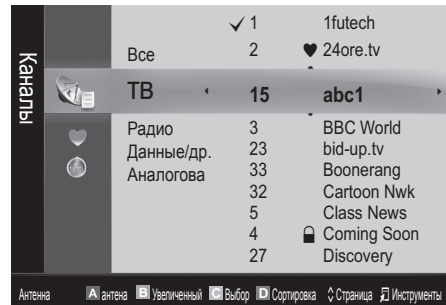 Каналы
1 1futech
Все 2 24ore.tv
ТВ 15 abc1
Радио 3 BBC World
Данные/др. 23 bid-up.tv
Аналогова 33 Boonerang
32 Cartoon Nwk
5 Class News
4 Coming Soon
27 Discovery
Антенна A антена B Увеличенный C Выбор D Сортировка Страница Инструменты